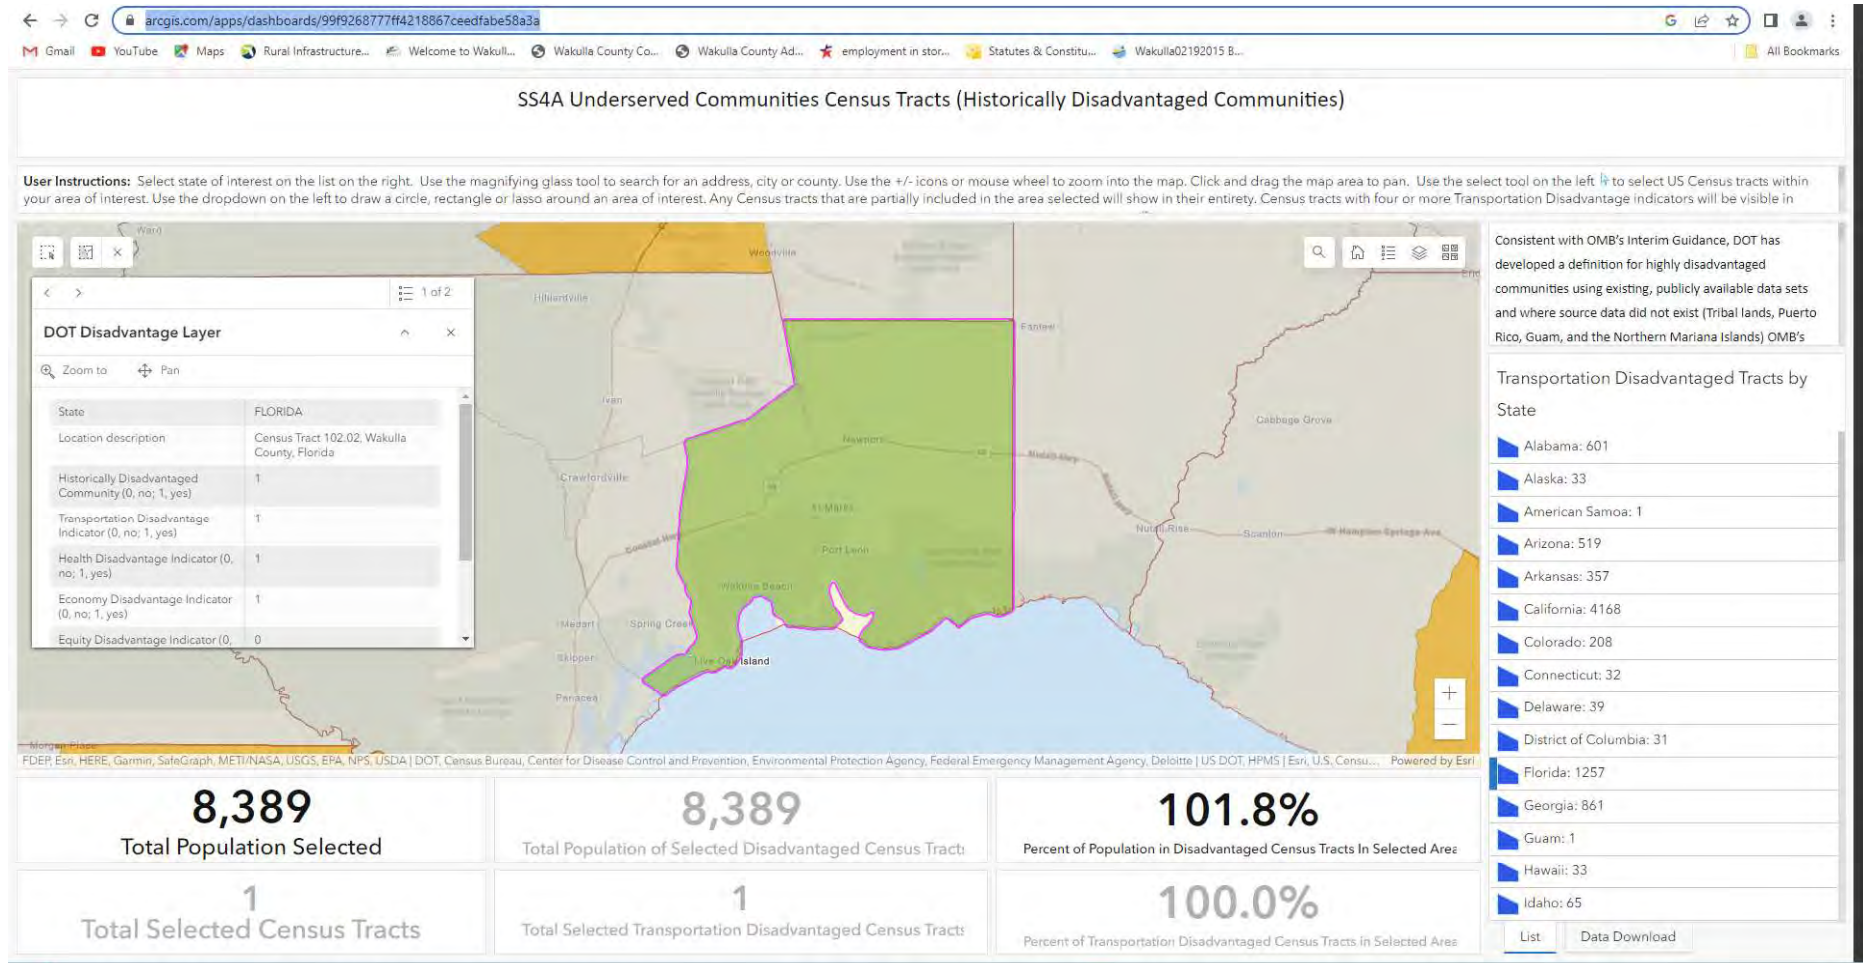 arcgis.com/apps/dashboards/99f9268777ff4218867ceedfabe58a3a
Gmail YouTube Maps Rural Infrastructure... Welcome to Wakull... Wakulla County Co... Wakulla County Ad... employment in stor... Statutes & Constitu... Wakulla02192015 B... All Bookmarks
SS4A Underserved Communities Census Tracts (Historically Disadvantaged Communities)
User Instructions: Select state of interest on the list on the right. Use the magnifying glass tool to search for an address, city or county. Use the +/- icons or mouse wheel to zoom into the map. Click and drag the map area to pan. Use the select tool on the left to select US Census tracts within
your area of interest. Use the dropdown on the left to draw a circle, rectangle or lasso around an area of interest. Any Census tracts that are partially included in the area selected will show in their entirety. Census tracts with four or more Transportation Disadvantage indicators will be visible in
Ward
Woodville
1 of 2
DOT Disadvantage Layer
Zoom to Pan
State FLORIDA
Location description Census Tract 102.02, Wakulla
County, Florida
Historically Disadvantaged 1
Community (0, no; 1, yes)
Transportation Disadvantage 1
Indicator (0, no; 1, yes)
Health Disadvantage Indicator (0, 1
no; 1, yes)
Economy Disadvantage Indicator 1
(0, no; 1, yes)
Equity Disadvantage Indicator (0, 0
Hilliardville
Fanlew
Ivan
Cabbage Grove
Newport
Crawfordville
St Marks
Nutall Rise
Scanlon
W Hampton Springs Ave
Coastal Hwy
Port Leon
Wakulla Beach
Medart
Spring Creek
Skipper
Live Oak Island
Panacea
Morgan Place
FDEP, Esri, HERE, Garmin, SafeGraph, METI/NASA, USGS, EPA, NPS, USDA | DOT, Census Bureau, Center for Disease Control and Prevention, Environmental Protection Agency, Federal Emergency Management Agency, Deloitte | US DOT, HPMS | Esri, U.S. Censu... Powered by Esri
Consistent with OMB's Interim Guidance, DOT has
developed a definition for highly disadvantaged
communities using existing, publicly available data sets
and where source data did not exist (Tribal lands, Puerto
Rico, Guam, and the Northern Mariana Islands) OMB's
Transportation Disadvantaged Tracts by
State
Alabama: 601
Alaska: 33
American Samoa: 1
Arizona: 519
Arkansas: 357
California: 4168
Colorado: 208
Connecticut: 32
Delaware: 39
District of Columbia: 31
Florida: 1257
Georgia: 861
Guam: 1
Hawaii: 33
Idaho: 65
List Data Download
8,389
Total Population Selected
8,389
Total Population of Selected Disadvantaged Census Tracts
101.8%
Percent of Population in Disadvantaged Census Tracts In Selected Area
1
Total Selected Census Tracts
1
Total Selected Transportation Disadvantaged Census Tracts
100.0%
Percent of Transportation Disadvantaged Census Tracts in Selected Area